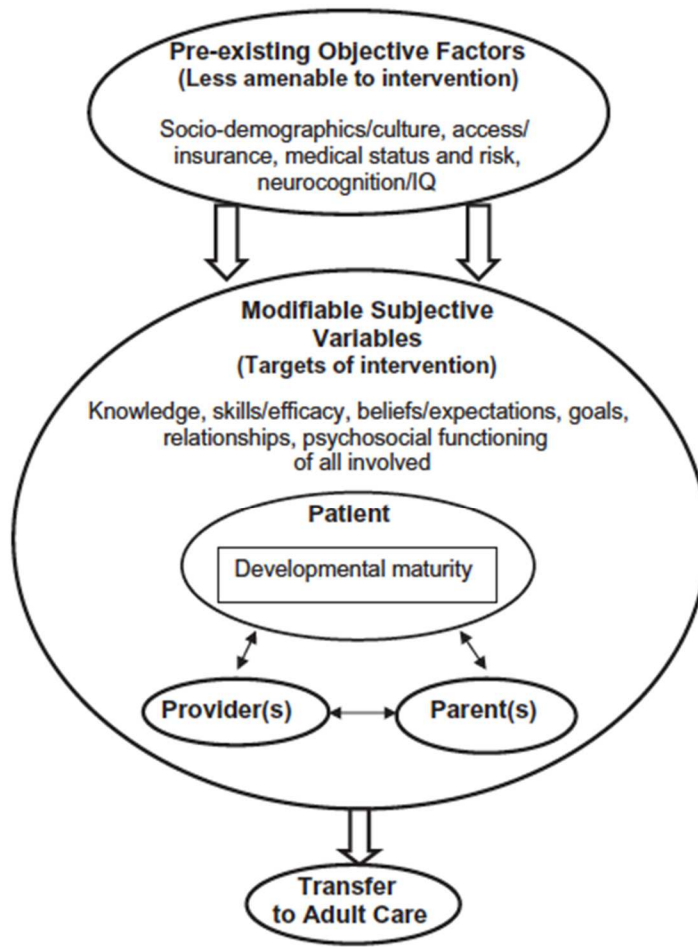 Pre-existing Objective Factors
(Less amenable to intervention)
Socio-demographics/culture, access/
insurance, medical status and risk,
neurocognition/IQ
Modifiable Subjective
Variables
(Targets of intervention)
Knowledge, skills/efficacy, beliefs/expectations, goals,
relationships, psychosocial functioning
of all involved
Patient
Developmental maturity
Provider(s)
Parent(s)
Transfer
to Adult Care